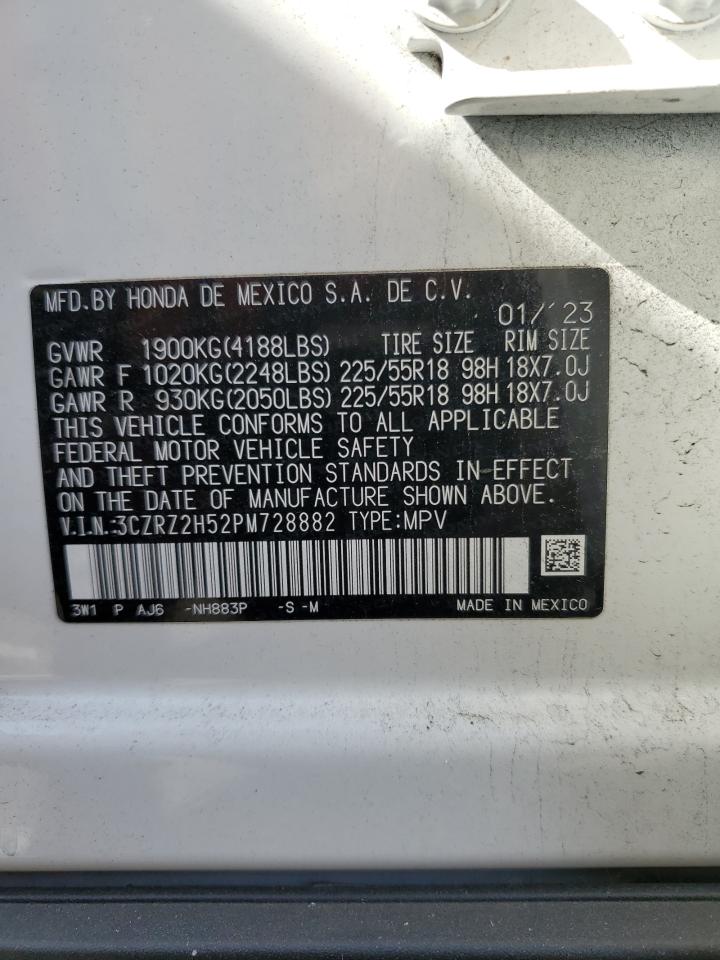 MFD.BY HONDA DE MEXICO S.A. DE C.V.
01/'23
GVWR 1900KG(4188LBS) TIRE SIZE RIM SIZE
GAWR F 1020KG(2248LBS) 225/55R18 98H 18X7.0J
GAWR R 930KG(2050LBS) 225/55R18 98H 18X7.0J
THIS VEHICLE CONFORMS TO ALL APPLICABLE
FEDERAL MOTOR VEHICLE SAFETY
AND THEFT PREVENTION STANDARDS IN EFFECT
ON THE DATE OF MANUFACTURE SHOWN ABOVE.
V.I.N.:3CZRZ2H52PM728882 TYPE:MPV
3W1 P AJ6 -NH883P -S -M MADE IN MEXICO